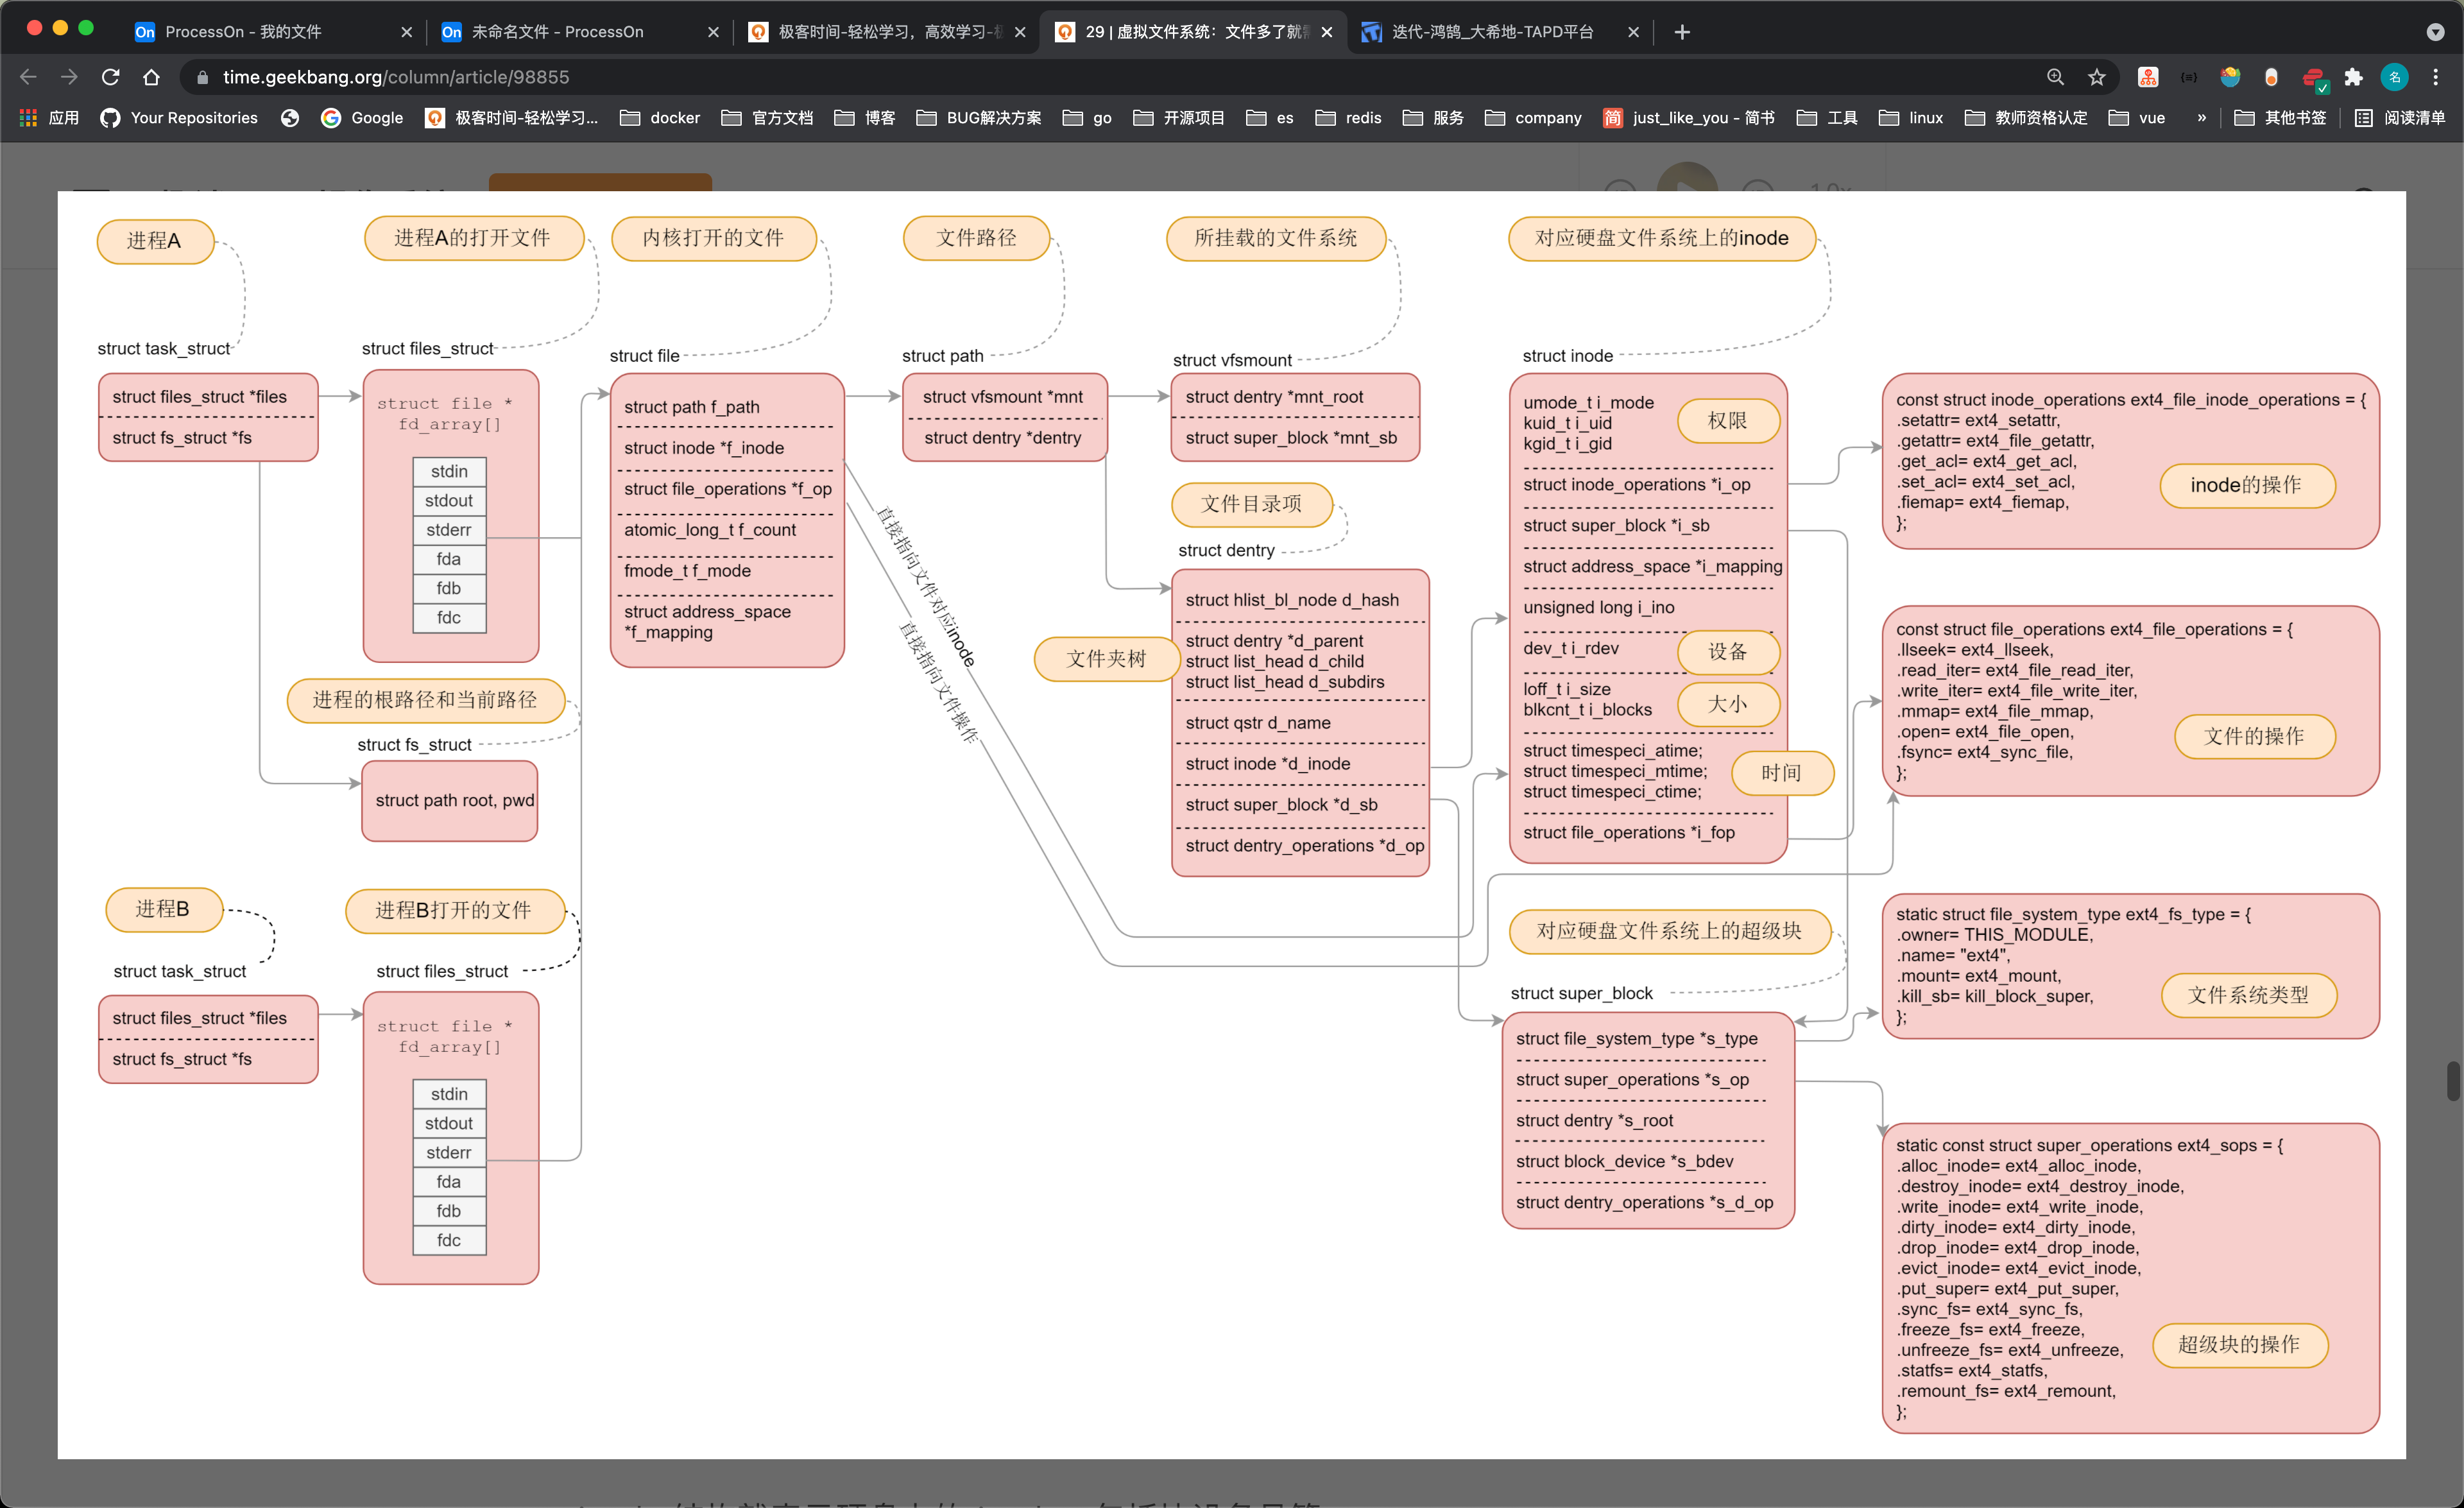 ProcessOn - 我的文件
未命名文件 - ProcessOn
极客时间-轻松学习，高效学习-极
29 | 虚拟文件系统：文件多了就需
迭代-鸿鹄_大希地-TAPD平台
time.geekbang.org/column/article/98855
名
应用
Your Repositories
Google
极客时间-轻松学习...
docker
官方文档
博客
BUG解决方案
go
开源项目
es
redis
服务
company
简
just_like_you - 简书
工具
linux
教师资格认定
vue
»
其他书签
阅读清单
进程A
进程A的打开文件
内核打开的文件
文件路径
所挂载的文件系统
对应硬盘文件系统上的inode
struct task_struct
struct files_struct *files
struct fs_struct *fs
struct files_struct
struct file *
fd_array[]
stdin
stdout
stderr
fda
fdb
fdc
进程的根路径和当前路径
struct fs_struct
struct path root, pwd
struct file
struct path f_path
struct inode *f_inode
struct file_operations *f_op
atomic_long_t f_count
fmode_t f_mode
struct address_space
*f_mapping
直接指向文件对应inode
直接指向文件操作
struct path
struct vfsmount *mnt
struct dentry *dentry
struct vfsmount
struct dentry *mnt_root
struct super_block *mnt_sb
文件目录项
struct dentry
struct hlist_bl_node d_hash
文件夹树
struct dentry *d_parent
struct list_head d_child
struct list_head d_subdirs
struct qstr d_name
struct inode *d_inode
struct super_block *d_sb
struct dentry_operations *d_op
struct inode
umode_t i_mode
kuid_t i_uid
kgid_t i_gid
权限
struct inode_operations *i_op
struct super_block *i_sb
struct address_space *i_mapping
unsigned long i_ino
dev_t i_rdev
设备
loff_t i_size
blkcnt_t i_blocks
大小
struct timespeci_atime;
struct timespeci_mtime;
struct timespeci_ctime;
时间
struct file_operations *i_fop
const struct inode_operations ext4_file_inode_operations = {
.setattr= ext4_setattr,
.getattr= ext4_file_getattr,
.get_acl= ext4_get_acl,
.set_acl= ext4_set_acl,
.fiemap= ext4_fiemap,
};
inode的操作
const struct file_operations ext4_file_operations = {
.llseek= ext4_llseek,
.read_iter= ext4_file_read_iter,
.write_iter= ext4_file_write_iter,
.mmap= ext4_file_mmap,
.open= ext4_file_open,
.fsync= ext4_sync_file,
};
文件的操作
进程B
进程B打开的文件
struct task_struct
struct files_struct *files
struct fs_struct *fs
struct files_struct
struct file *
fd_array[]
stdin
stdout
stderr
fda
fdb
fdc
对应硬盘文件系统上的超级块
struct super_block
struct file_system_type *s_type
struct super_operations *s_op
struct dentry *s_root
struct block_device *s_bdev
struct dentry_operations *s_d_op
static struct file_system_type ext4_fs_type = {
.owner= THIS_MODULE,
.name= "ext4",
.mount= ext4_mount,
.kill_sb= kill_block_super,
};
文件系统类型
static const struct super_operations ext4_sops = {
.alloc_inode= ext4_alloc_inode,
.destroy_inode= ext4_destroy_inode,
.write_inode= ext4_write_inode,
.dirty_inode= ext4_dirty_inode,
.drop_inode= ext4_drop_inode,
.evict_inode= ext4_evict_inode,
.put_super= ext4_put_super,
.sync_fs= ext4_sync_fs,
.freeze_fs= ext4_freeze,
.unfreeze_fs= ext4_unfreeze,
.statfs= ext4_statfs,
.remount_fs= ext4_remount,
};
超级块的操作